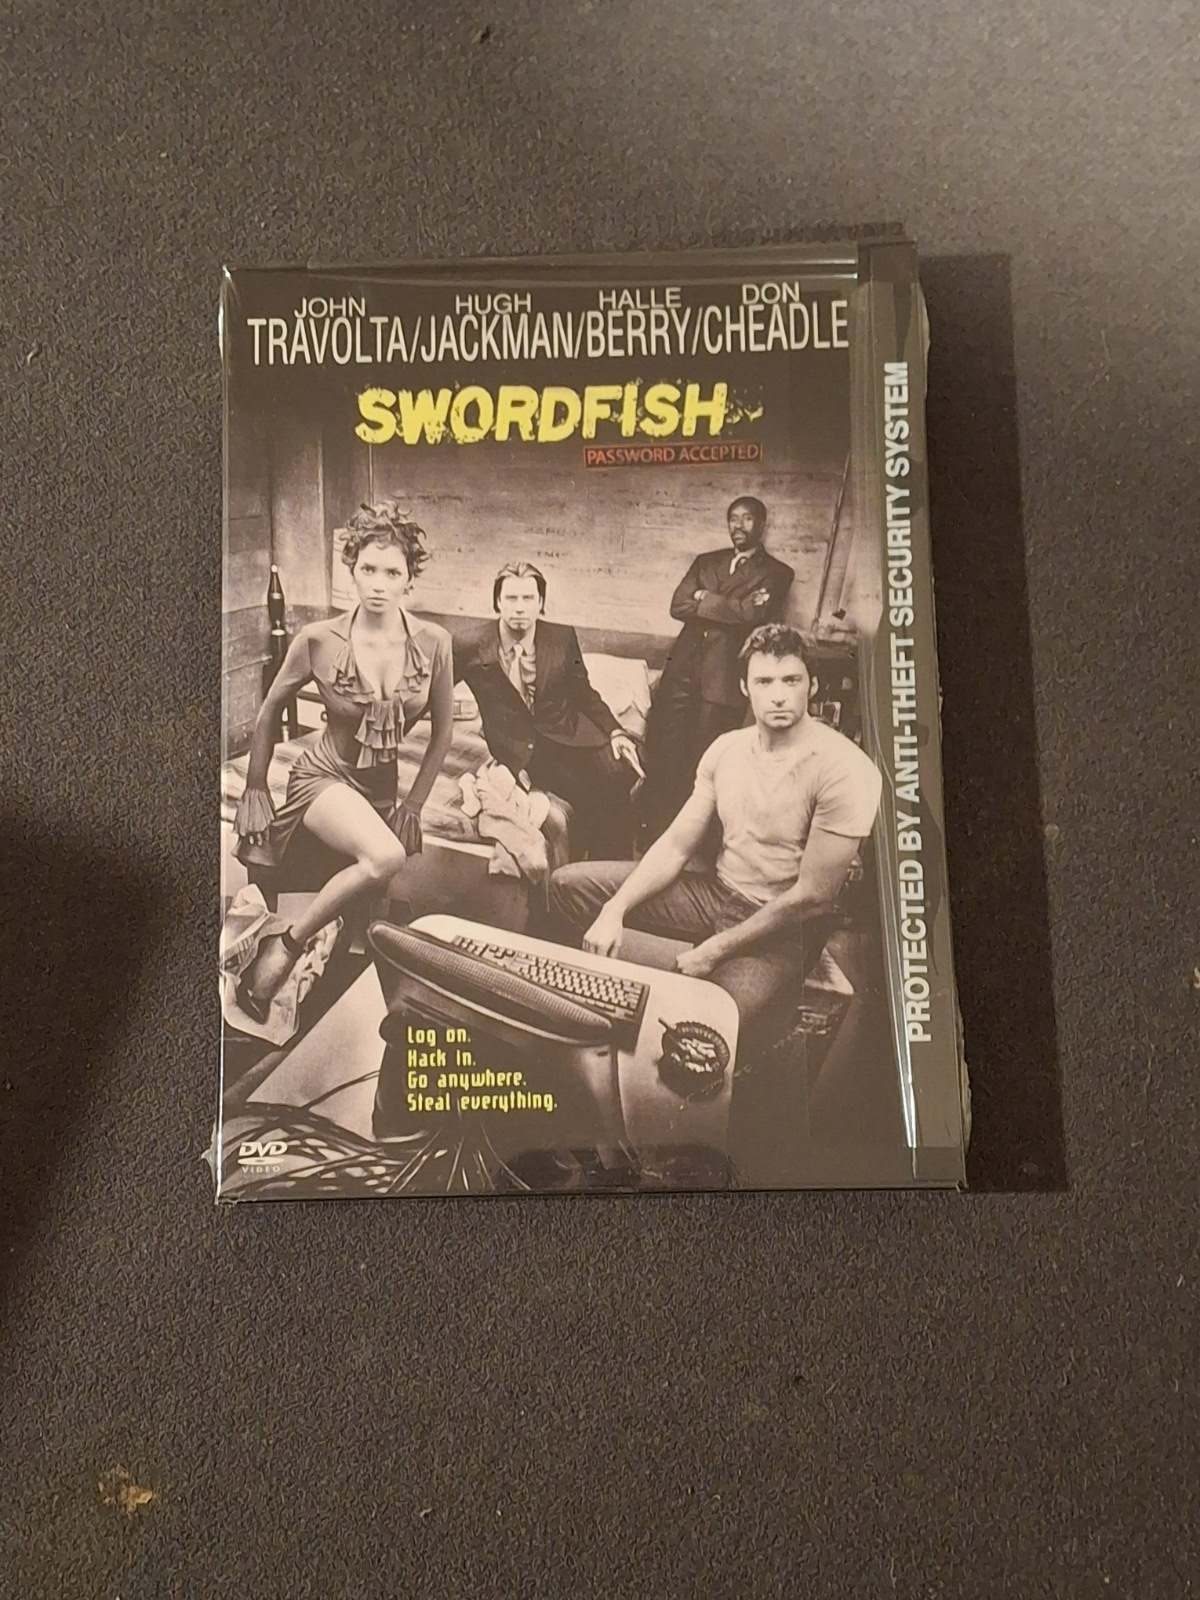 JOHN HUGH HALLE DON
TRAVOLTA/JACKMAN/BERRY/CHEADLE
SWORDFISH
PASSWORD ACCEPTED
Log on.
Hack in.
Go anywhere.
Steal everything.
DVD
VIDEO
PROTECTED BY ANTI-THEFT SECURITY SYSTEM